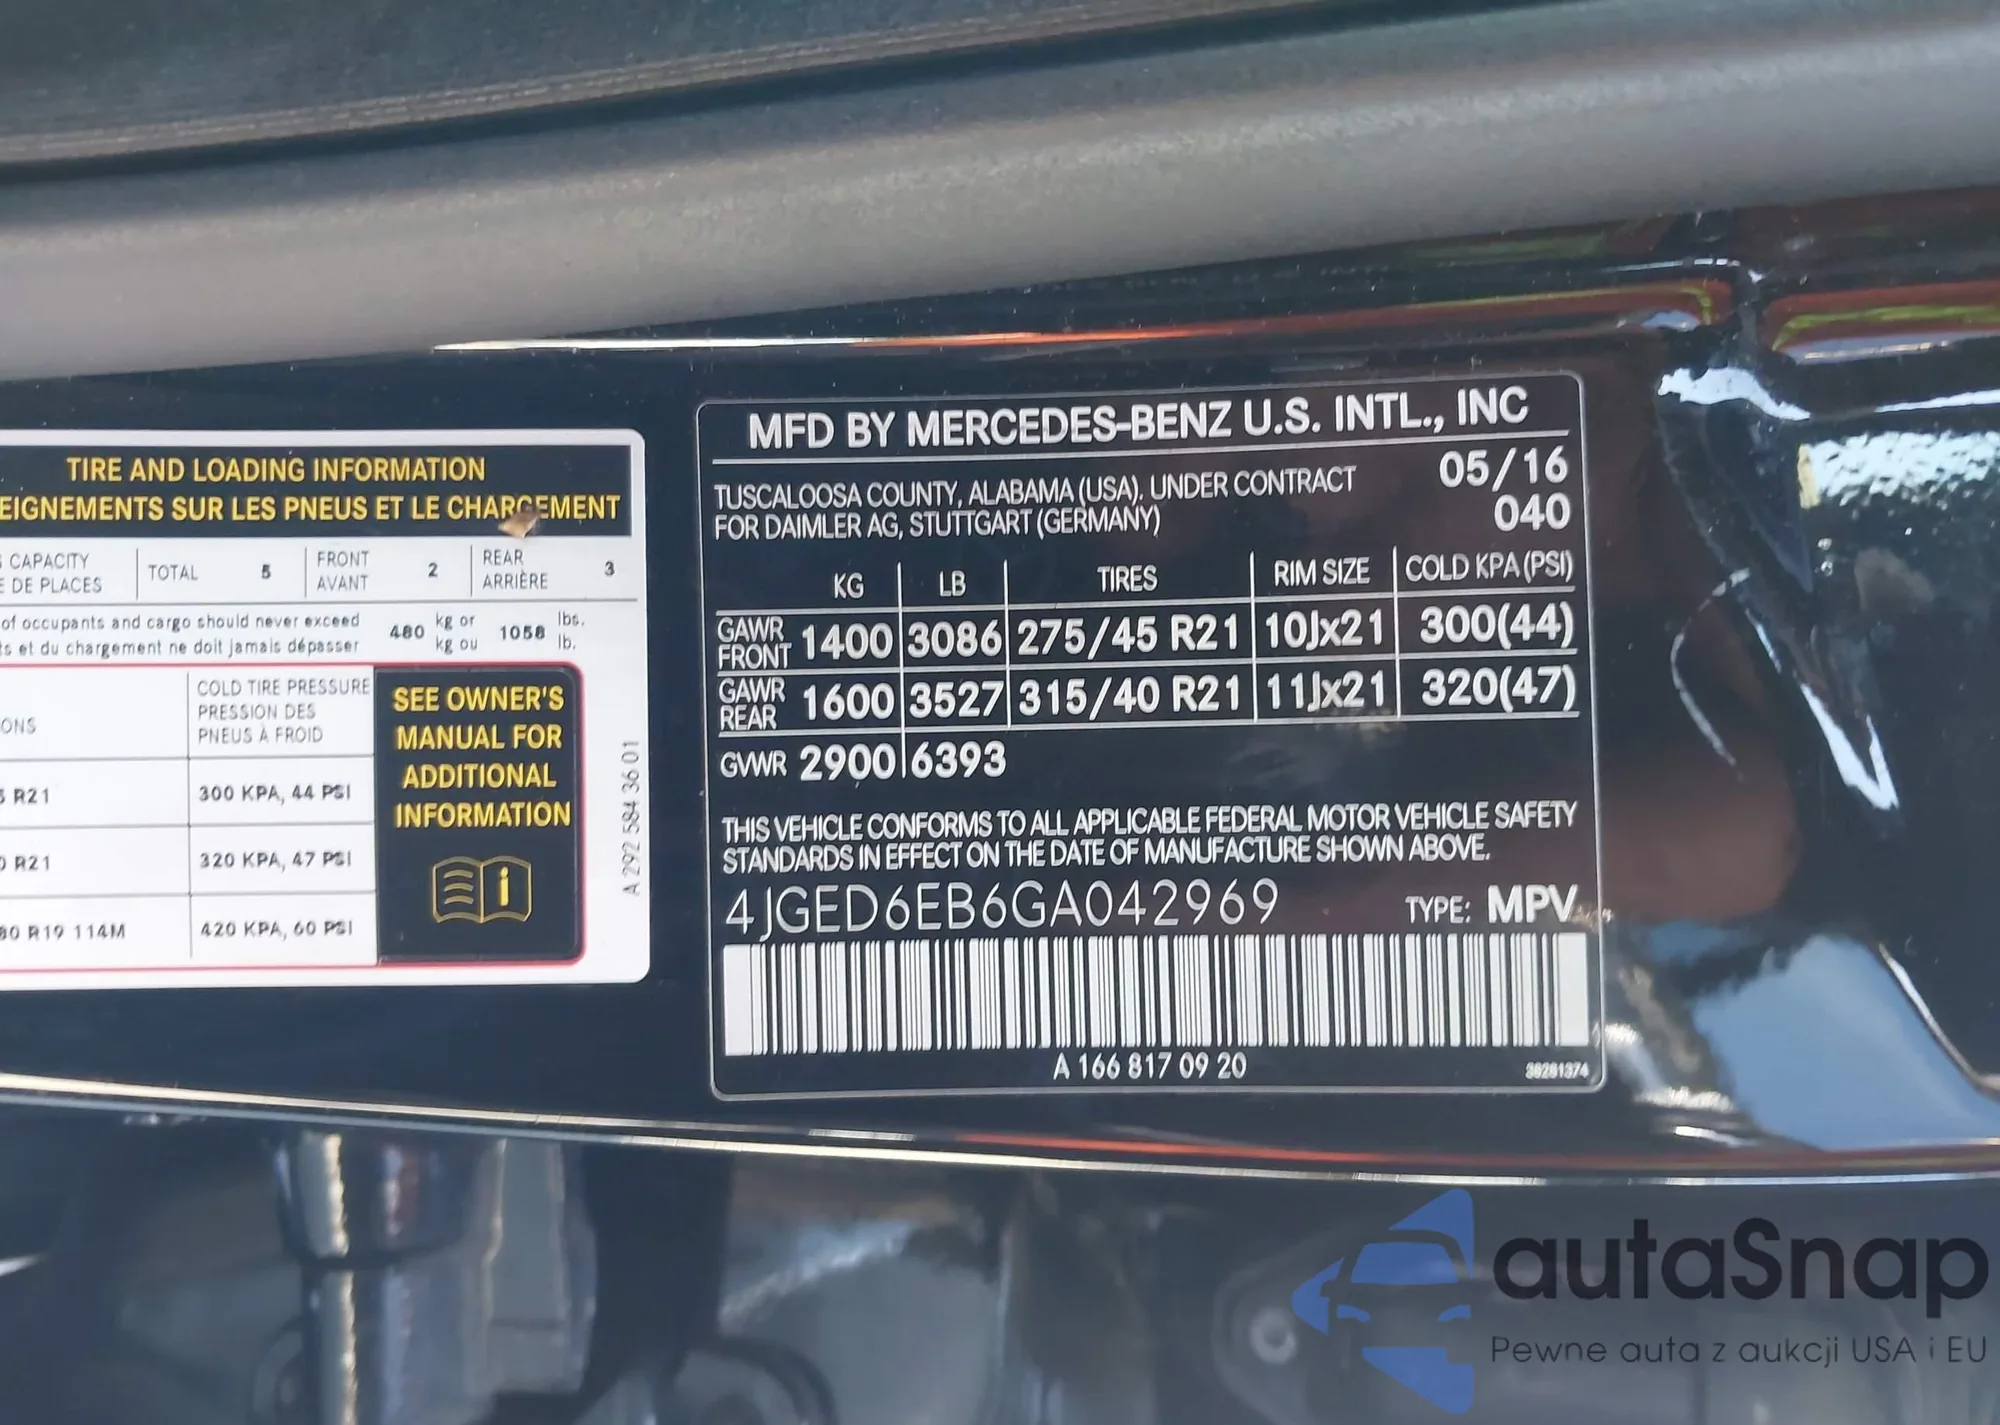 TIRE AND LOADING INFORMATION
EIGNEMENTS SUR LES PNEUS ET LE CHARGEMENT
CAPACITY TOTAL 5 FRONT 2 REAR 3
DE PLACES AVANT ARRIÈRE
of occupants and cargo should never exceed 480 kg or 1058 lbs.
et du chargement ne doit jamais dépasser kg ou lb.
COLD TIRE PRESSURE
PRESSION DES
PNEUS À FROID
ONS
R21 300 KPA, 44 PSI
R21 320 KPA, 47 PSI
R19 114M 420 KPA, 60 PSI
SEE OWNER'S
MANUAL FOR
ADDITIONAL
INFORMATION
i
A 292 584 36 01
MFD BY MERCEDES-BENZ U.S. INTL., INC
TUSCALOOSA COUNTY, ALABAMA (USA). UNDER CONTRACT 05/16
FOR DAIMLER AG, STUTTGART (GERMANY) 040
KG LB TIRES RIM SIZE COLD KPA (PSI)
GAWR FRONT 1400 3086 275/45 R21 10Jx21 300(44)
GAWR REAR 1600 3527 315/40 R21 11Jx21 320(47)
GVWR 2900 6393
THIS VEHICLE CONFORMS TO ALL APPLICABLE FEDERAL MOTOR VEHICLE SAFETY
STANDARDS IN EFFECT ON THE DATE OF MANUFACTURE SHOWN ABOVE.
4JGED6EB6GA042969 TYPE: MPV
A 166 817 09 20
38281374
autaSnap
Pewne auta z aukcji USA i EU